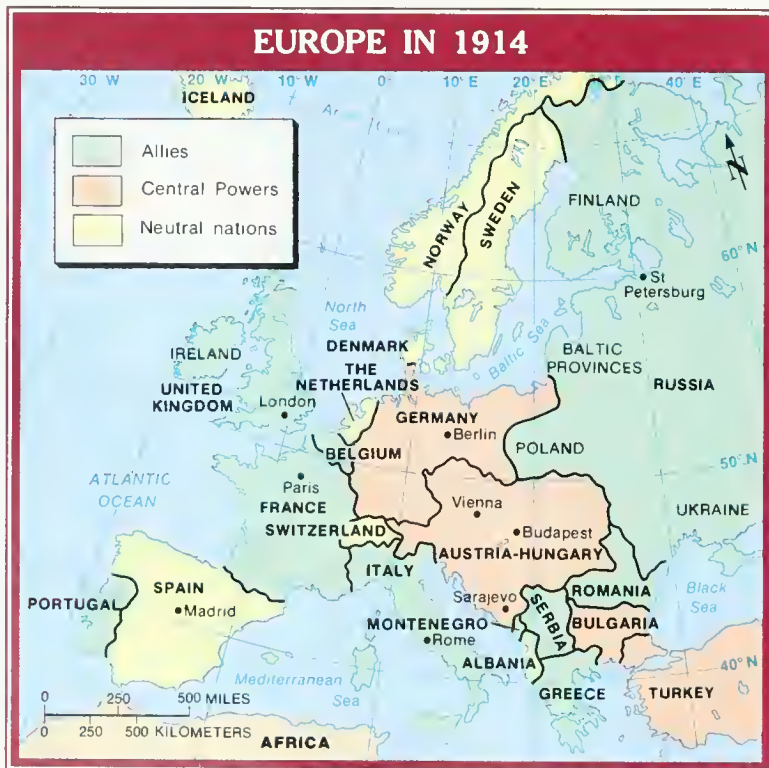 EUROPE IN 1914
30 W
20 W
10 W
0°
10 E
20 E
30 E
40 E
ICELAND
Allies
Central Powers
Neutral nations
N
NORWAY
SWEDEN
FINLAND
60° N
St
Petersburg
North
Sea
Baltic Sea
IRELAND
DENMARK
THE
NETHERLANDS
BALTIC
PROVINCES
RUSSIA
UNITED
KINGDOM
London
GERMANY
Berlin
BELGIUM
POLAND
50° N
ATLANTIC
OCEAN
Paris
FRANCE
Vienna
UKRAINE
SWITZERLAND
Budapest
AUSTRIA-HUNGARY
ITALY
ROMANIA
Black
Sea
SPAIN
PORTUGAL
Madrid
Sarajevo
SERBIA
MONTENEGRO
BULGARIA
Rome
ALBANIA
40° N
Mediterranean
Sea
GREECE
TURKEY
0 250 500 MILES
0 250 500 KILOMETERS
AFRICA